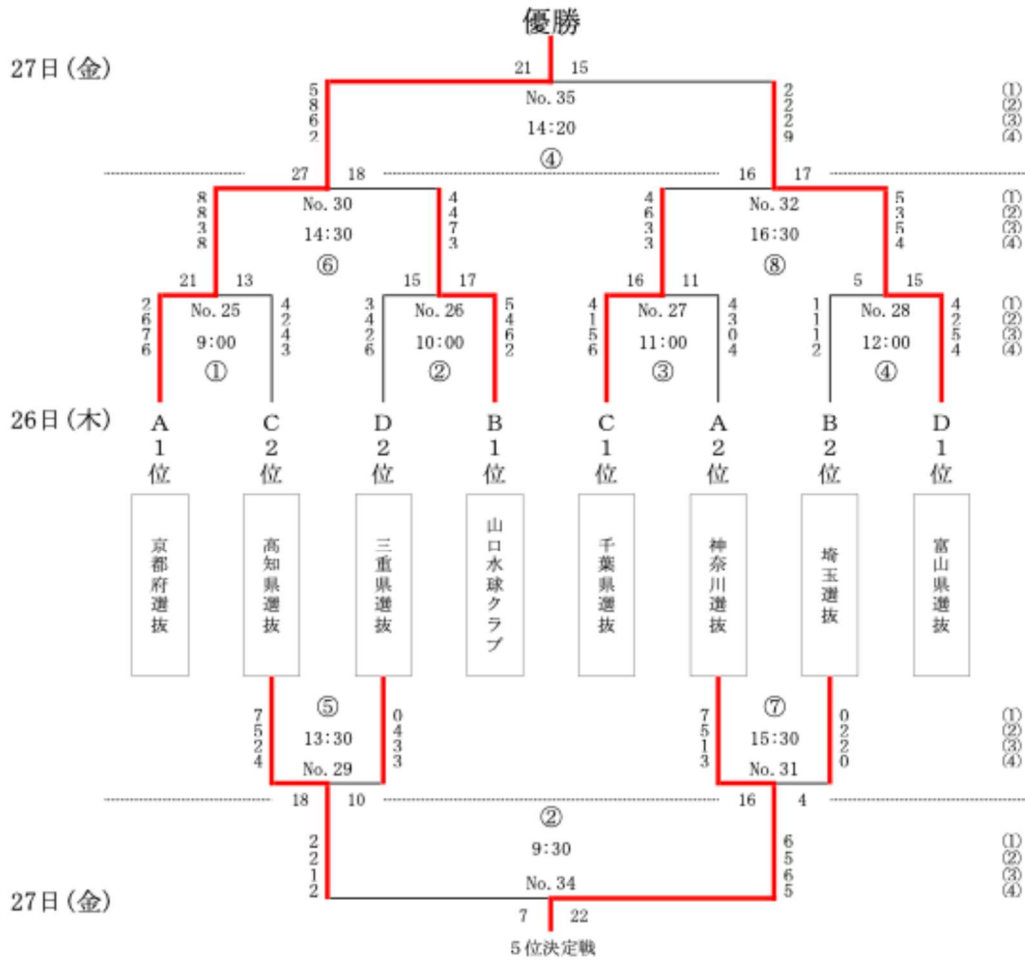 優勝
27日(金)
21 15
5 2 (1)
8 2 (2)
6 2 (3)
2 9 (4)
No.35
14:20
④
27 18 16 17
8 4 4 5 (1)
8 4 6 3 (2)
3 7 3 5 (3)
8 3 3 4 (4)
No.30 No.32
14:30 16:30
⑥ ⑧
21 13 15 17 16 11 5 15
2 4 3 5 4 4 1 4 (1)
6 2 4 4 1 3 1 2 (2)
7 4 2 6 5 0 1 5 (3)
6 3 6 2 6 4 2 4 (4)
No.25 No.26 No.27 No.28
9:00 10:00 11:00 12:00
① ② ③ ④
26日(木)
A1位 C2位 D2位 B1位 C1位 A2位 B2位 D1位
京都府選抜
高知県選抜
三重県選抜
山口水球クラブ
千葉県選抜
神奈川選抜
埼玉選抜
富山県選抜
⑤ ⑦
7 0 7 0 (1)
5 4 5 2 (2)
2 3 1 2 (3)
4 3 3 0 (4)
13:30 15:30
No.29 No.31
18 10 16 4
②
2 6 (1)
2 5 (2)
1 6 (3)
2 5 (4)
9:30
No.34
27日(金)
7 22
5位決定戦